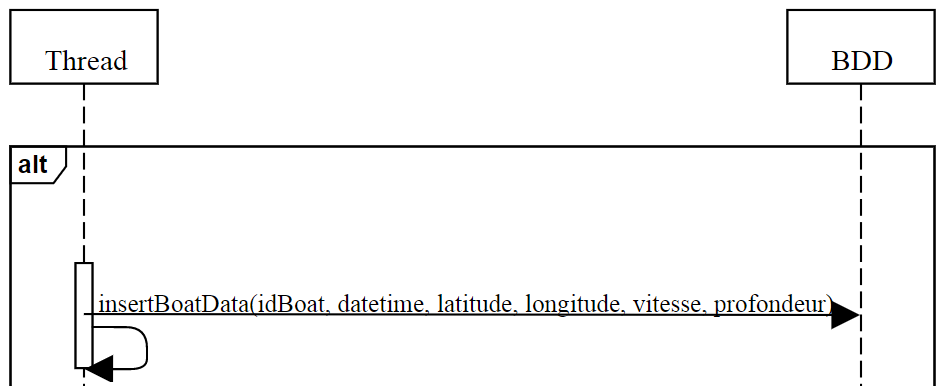 Thread
BDD
alt
insertBoatData(idBoat, datetime, latitude, longitude, vitesse, profondeur)